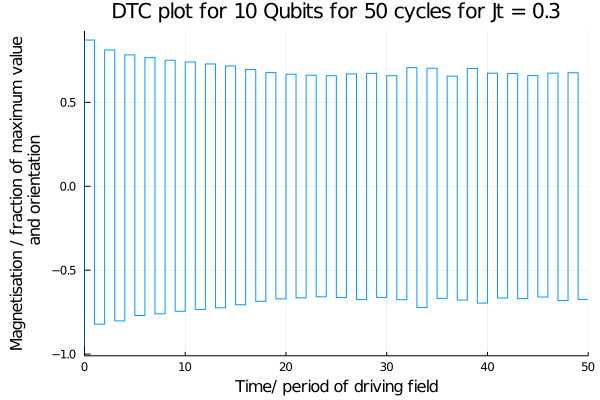 DTC plot for 10 Qubits for 50 cycles for Jt = 0.3
Magnetisation / fraction of maximum value
and orientation
0.5
0.0
−0.5
−1.0
0
10
20
30
40
50
Time/ period of driving field